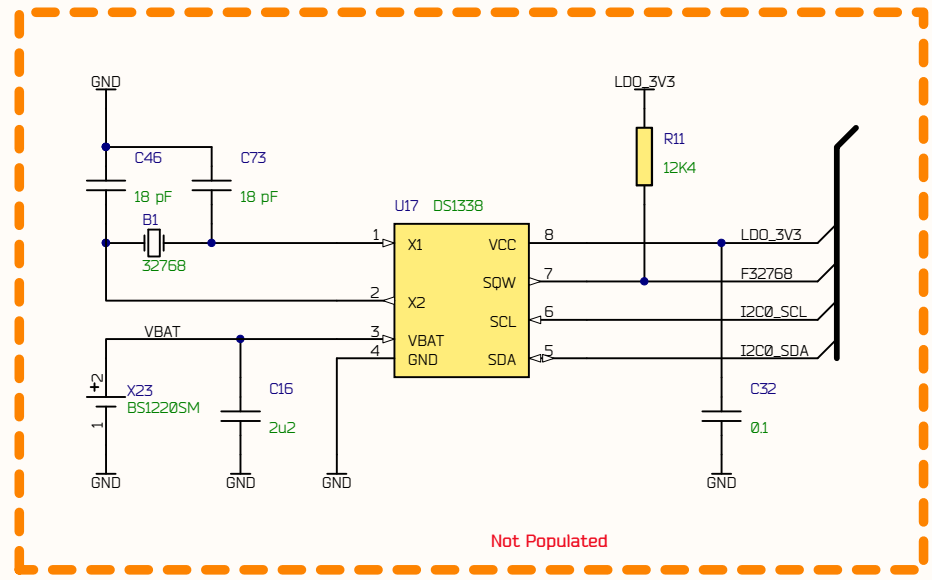 GND
LDO_3V3
C46
C73
R11
18 pF
18 pF
12K4
B1
U17 DS1338
32768
1
X1
VCC
8
LDO_3V3
SQW
7
F32768
2
X2
SCL
6
I2C0_SCL
VBAT
3
VBAT
4
GND
SDA
5
I2C0_SDA
+2
X23
BS1220SM
1
C16
2u2
C32
0.1
GND
GND
GND
GND
Not Populated